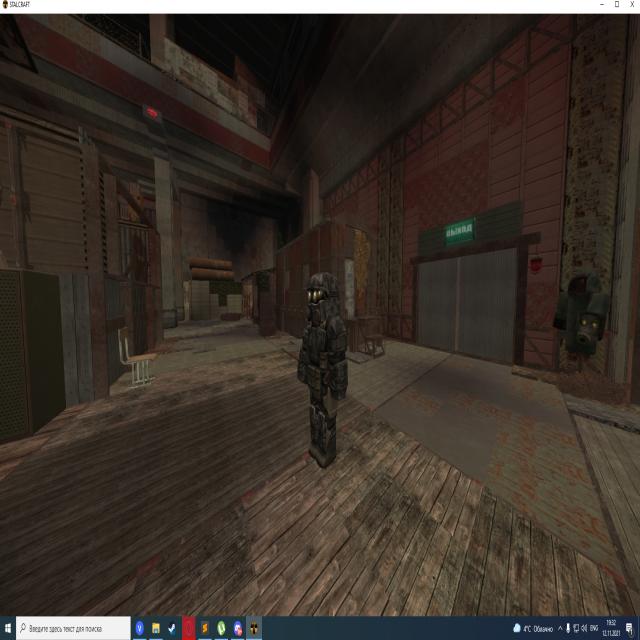 STALCRAFT
ВЫХОД
Введите здесь текст для поиска
4°C Облачно
ENG
19:32
12.11.2021